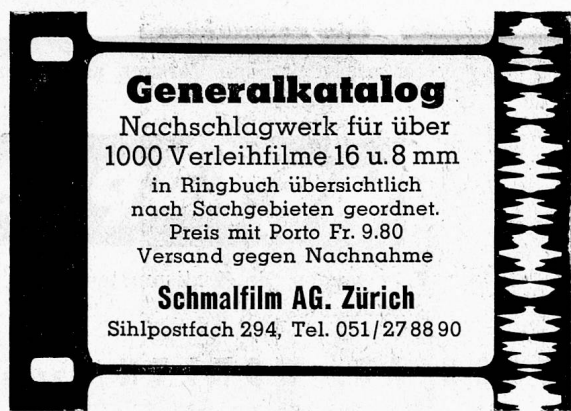 Generalkatalog
Nachschlagwerk für über
1000 Verleihfilme 16 u. 8 mm
in Ringbuch übersichtlich
nach Sachgebieten geordnet.
Preis mit Porto Fr. 9.80
Versand gegen Nachnahme
Schmalfilm AG. Zürich
Sihlpostfach 294, Tel. 051/27 88 90